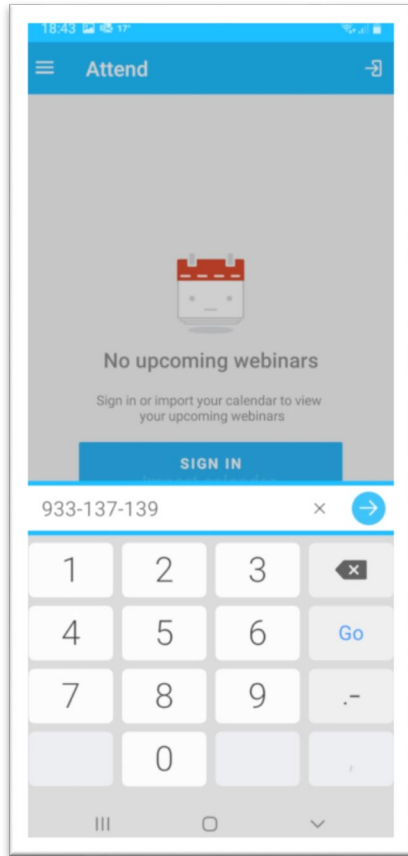 18:43 17°
Attend
No upcoming webinars
Sign in or import your calendar to view
your upcoming webinars
SIGN IN
933-137-139 ×
1 2 3
4 5 6 Go
7 8 9 .-
0 ,